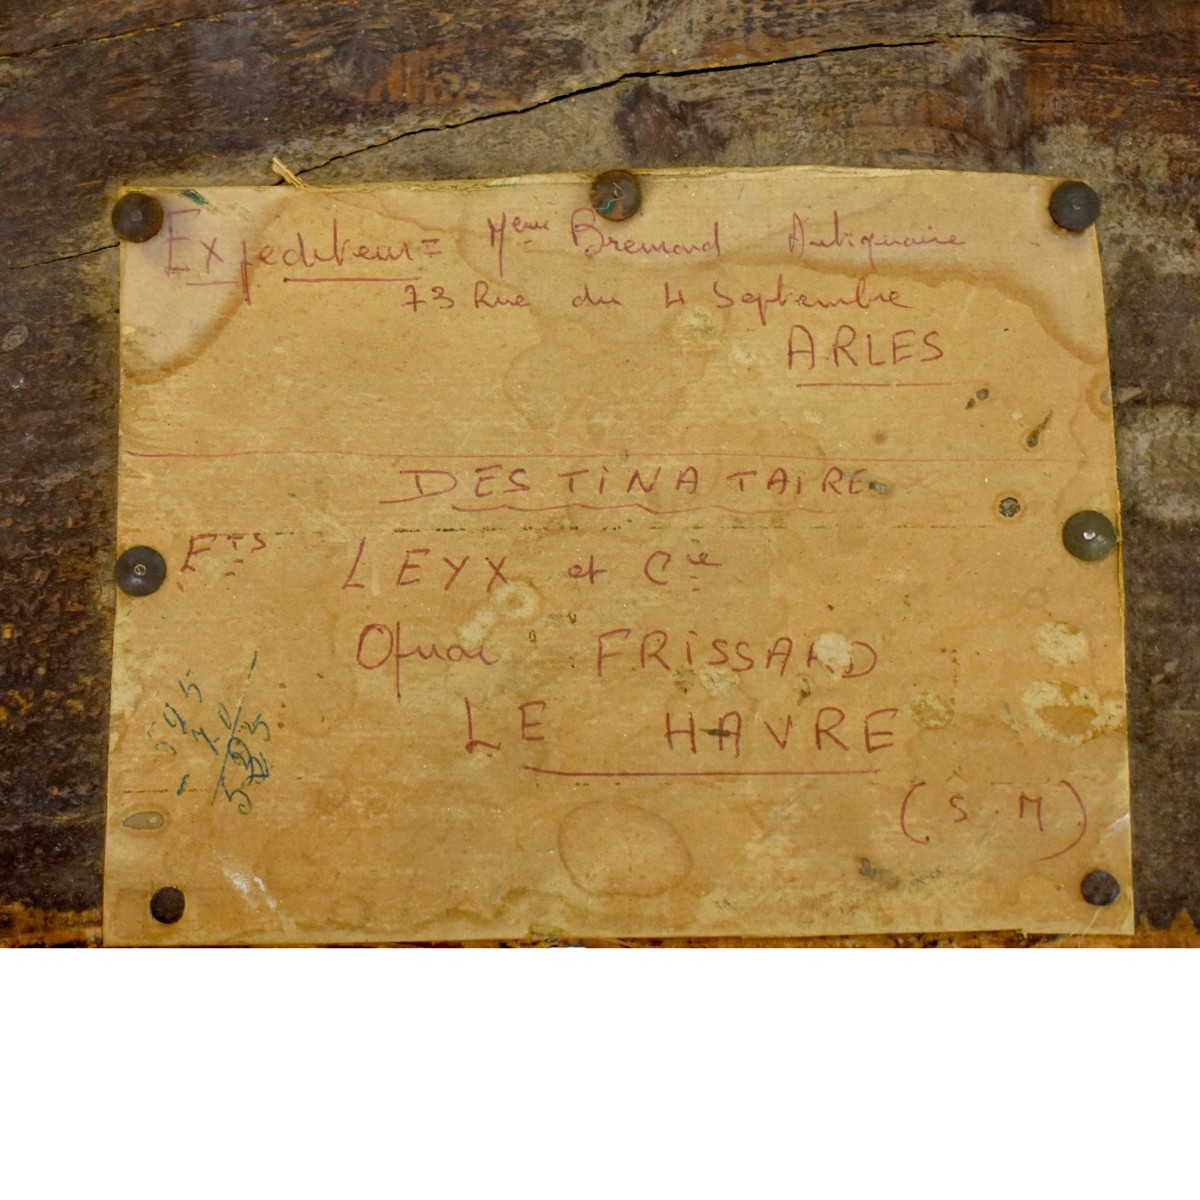 Expediteur = Mme Bremond Antiquaire
73 Rue du 4 Septembre
ARLES
DESTINATAIRE
Ets LEYX et Cie
Quai FRISSARD
LE HAVRE
(S.M)